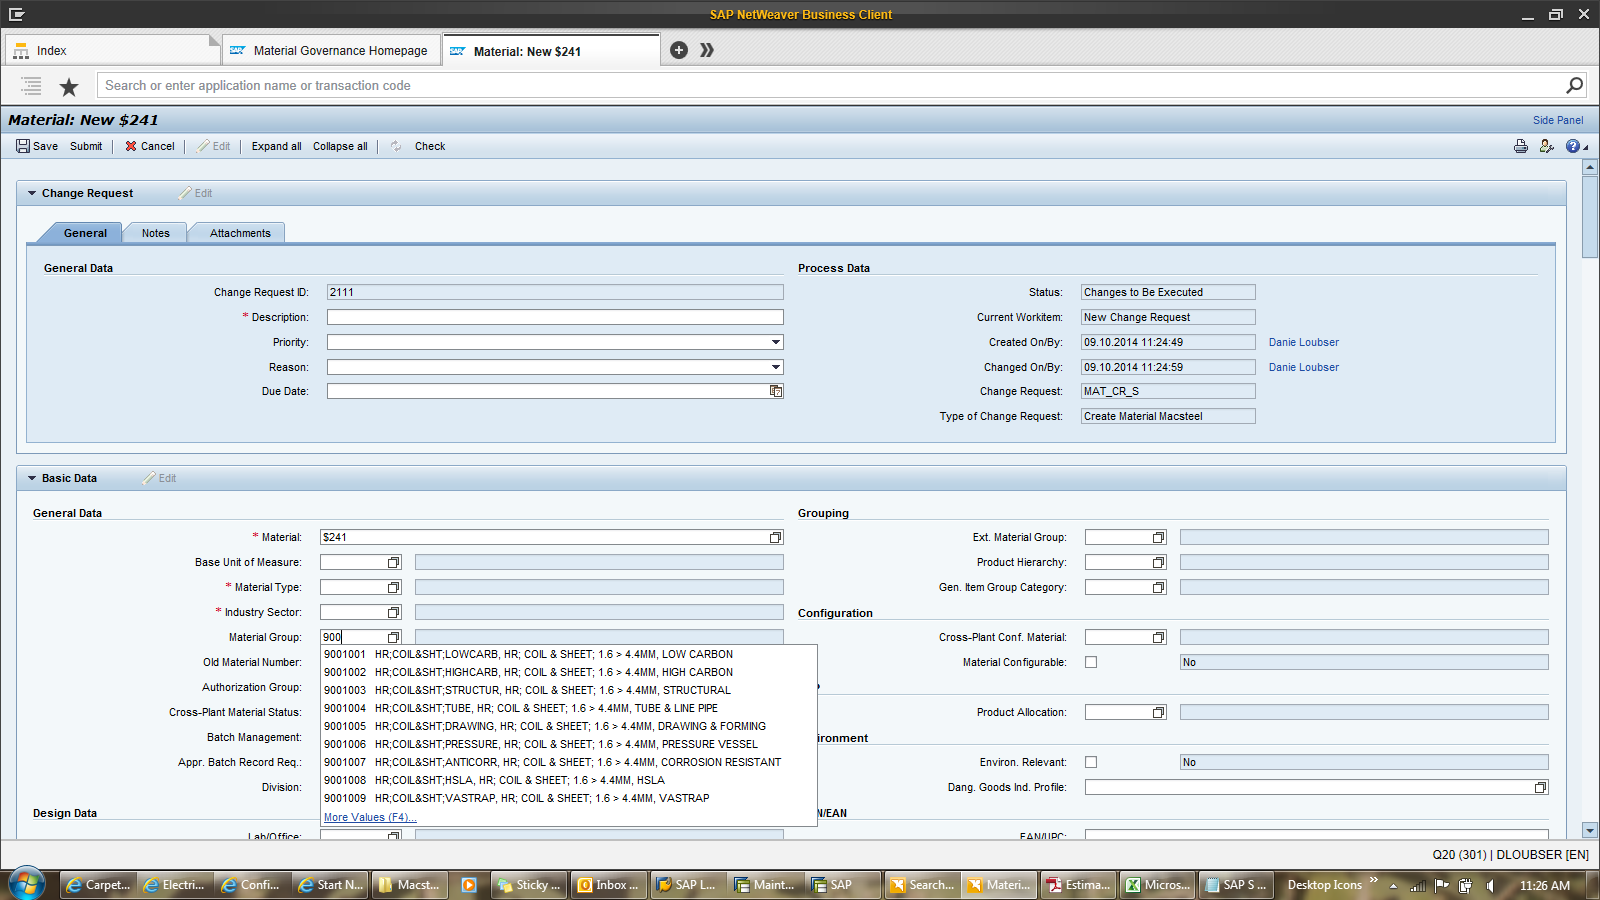 SAP NetWeaver Business Client
Index
SAP Material Governance Homepage
SAP Material: New $241
Search or enter application name or transaction code
Material: New $241
Side Panel
Save Submit Cancel Edit Expand all Collapse all Check
Change Request Edit
General Notes Attachments
General Data
Process Data
Change Request ID: 2111
Status: Changes to Be Executed
* Description:
Current Workitem: New Change Request
Priority:
Created On/By: 09.10.2014 11:24:49 Danie Loubser
Reason:
Changed On/By: 09.10.2014 11:24:59 Danie Loubser
Due Date:
Change Request: MAT_CR_S
Type of Change Request: Create Material Macsteel
Basic Data Edit
General Data
Grouping
* Material: $241
Ext. Material Group:
Base Unit of Measure:
Product Hierarchy:
* Material Type:
Gen. Item Group Category:
* Industry Sector:
Configuration
Material Group: 900
Cross-Plant Conf. Material:
9001001 HR;COIL&SHT;LOWCARB, HR; COIL & SHEET; 1.6 > 4.4MM, LOW CARBON
Old Material Number:
Material Configurable: No
9001002 HR;COIL&SHT;HIGHCARB, HR; COIL & SHEET; 1.6 > 4.4MM, HIGH CARBON
Authorization Group:
9001003 HR;COIL&SHT;STRUCTUR, HR; COIL & SHEET; 1.6 > 4.4MM, STRUCTURAL
Cross-Plant Material Status:
9001004 HR;COIL&SHT;TUBE, HR; COIL & SHEET; 1.6 > 4.4MM, TUBE & LINE PIPE
Product Allocation:
9001005 HR;COIL&SHT;DRAWING, HR; COIL & SHEET; 1.6 > 4.4MM, DRAWING & FORMING
Batch Management:
ironment
9001006 HR;COIL&SHT;PRESSURE, HR; COIL & SHEET; 1.6 > 4.4MM, PRESSURE VESSEL
Appr. Batch Record Req.:
9001007 HR;COIL&SHT;ANTICORR, HR; COIL & SHEET; 1.6 > 4.4MM, CORROSION RESISTANT
Environ. Relevant: No
9001008 HR;COIL&SHT;HSLA, HR; COIL & SHEET; 1.6 > 4.4MM, HSLA
Division:
Dang. Goods Ind. Profile:
9001009 HR;COIL&SHT;VASTRAP, HR; COIL & SHEET; 1.6 > 4.4MM, VASTRAP
Design Data
More Values (F4)...
N/EAN
Lab/Office:
EAN/UPC:
Q20 (301) | DLOUBSER [EN]
Carpet... Electri... Confi... Start N... Macst... Sticky ... Inbox ... SAP L... Maint... SAP Search... Materi... Estima... Micros... SAP S ... Desktop Icons 11:26 AM